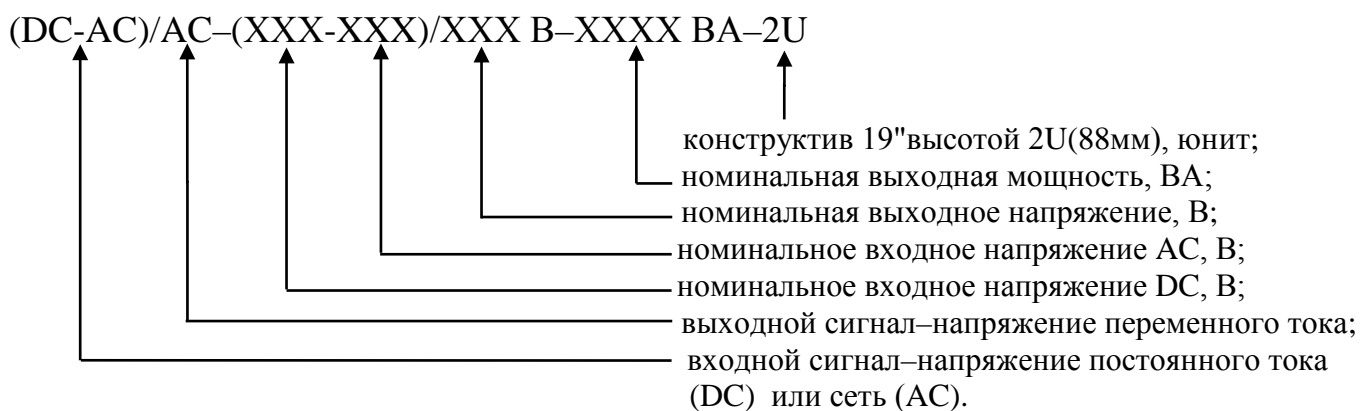 (DC-AC)/AC–(XXX-XXX)/XXX В–XXXX ВА–2U
конструктив 19"высотой 2U(88мм), юнит;
номинальная выходная мощность, ВА;
номинальная выходное напряжение, В;
номинальное входное напряжение AC, В;
номинальное входное напряжение DC, В;
выходной сигнал–напряжение переменного тока;
входной сигнал–напряжение постоянного тока
(DC) или сеть (AC).